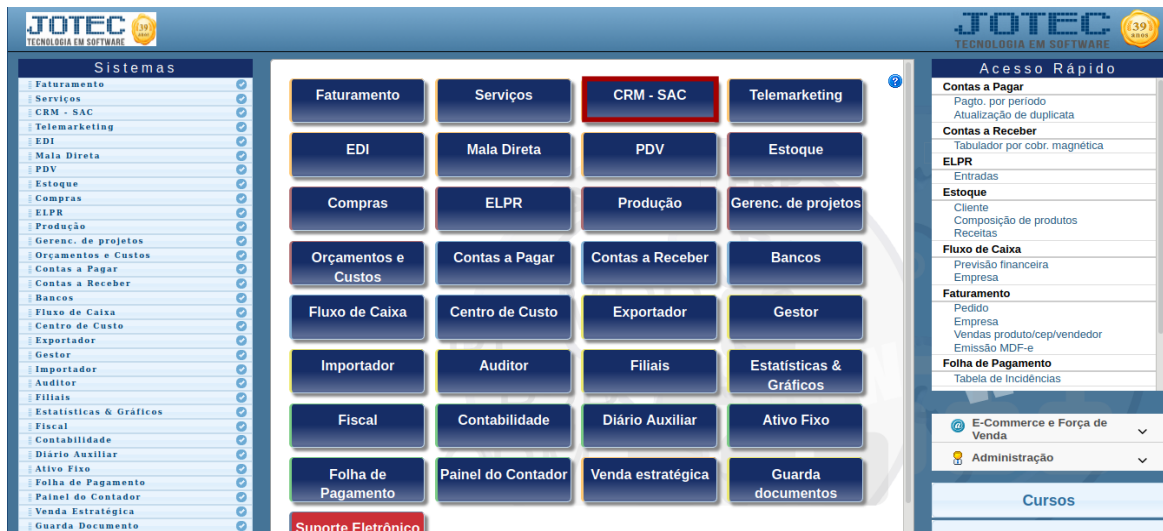 JOTEC
39
anos
TECNOLOGIA EM SOFTWARE
JOTEC
39
anos
TECNOLOGIA EM SOFTWARE
Sistemas
Faturamento
Serviços
CRM - SAC
Telemarketing
EDI
Mala Direta
PDV
Estoque
Compras
ELPR
Produção
Gerenc. de projetos
Orçamentos e Custos
Contas a Pagar
Contas a Receber
Bancos
Fluxo de Caixa
Centro de Custo
Exportador
Gestor
Importador
Auditor
Filiais
Estatísticas & Gráficos
Fiscal
Contabilidade
Diário Auxiliar
Ativo Fixo
Folha de Pagamento
Painel do Contador
Venda Estratégica
Guarda Documento
Faturamento
Serviços
CRM - SAC
Telemarketing
?
EDI
Mala Direta
PDV
Estoque
Compras
ELPR
Produção
Gerenc. de projetos
Orçamentos e
Custos
Contas a Pagar
Contas a Receber
Bancos
Fluxo de Caixa
Centro de Custo
Exportador
Gestor
Importador
Auditor
Filiais
Estatísticas &
Gráficos
Fiscal
Contabilidade
Diário Auxiliar
Ativo Fixo
Folha de
Pagamento
Painel do Contador
Venda estratégica
Guarda
documentos
Suporte Eletrônico
Acesso Rápido
Contas a Pagar
Pagto. por período
Atualização de duplicata
Contas a Receber
Tabulador por cobr. magnética
ELPR
Entradas
Estoque
Cliente
Composição de produtos
Receitas
Fluxo de Caixa
Previsão financeira
Empresa
Faturamento
Pedido
Empresa
Vendas produto/cep/vendedor
Emissão MDF-e
Folha de Pagamento
Tabela de Incidências
@ E-Commerce e Força de
Venda
Administração
Cursos